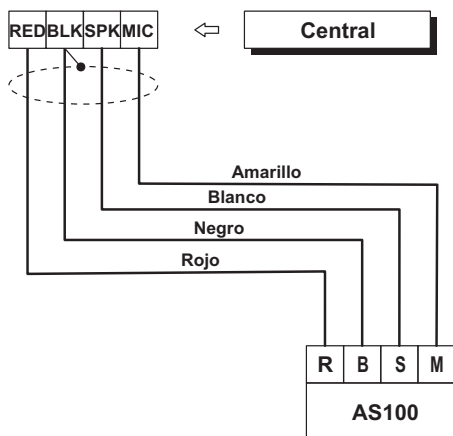 RED BLK SPK MIC
Central
Amarillo
Blanco
Negro
Rojo
R B S M
AS100